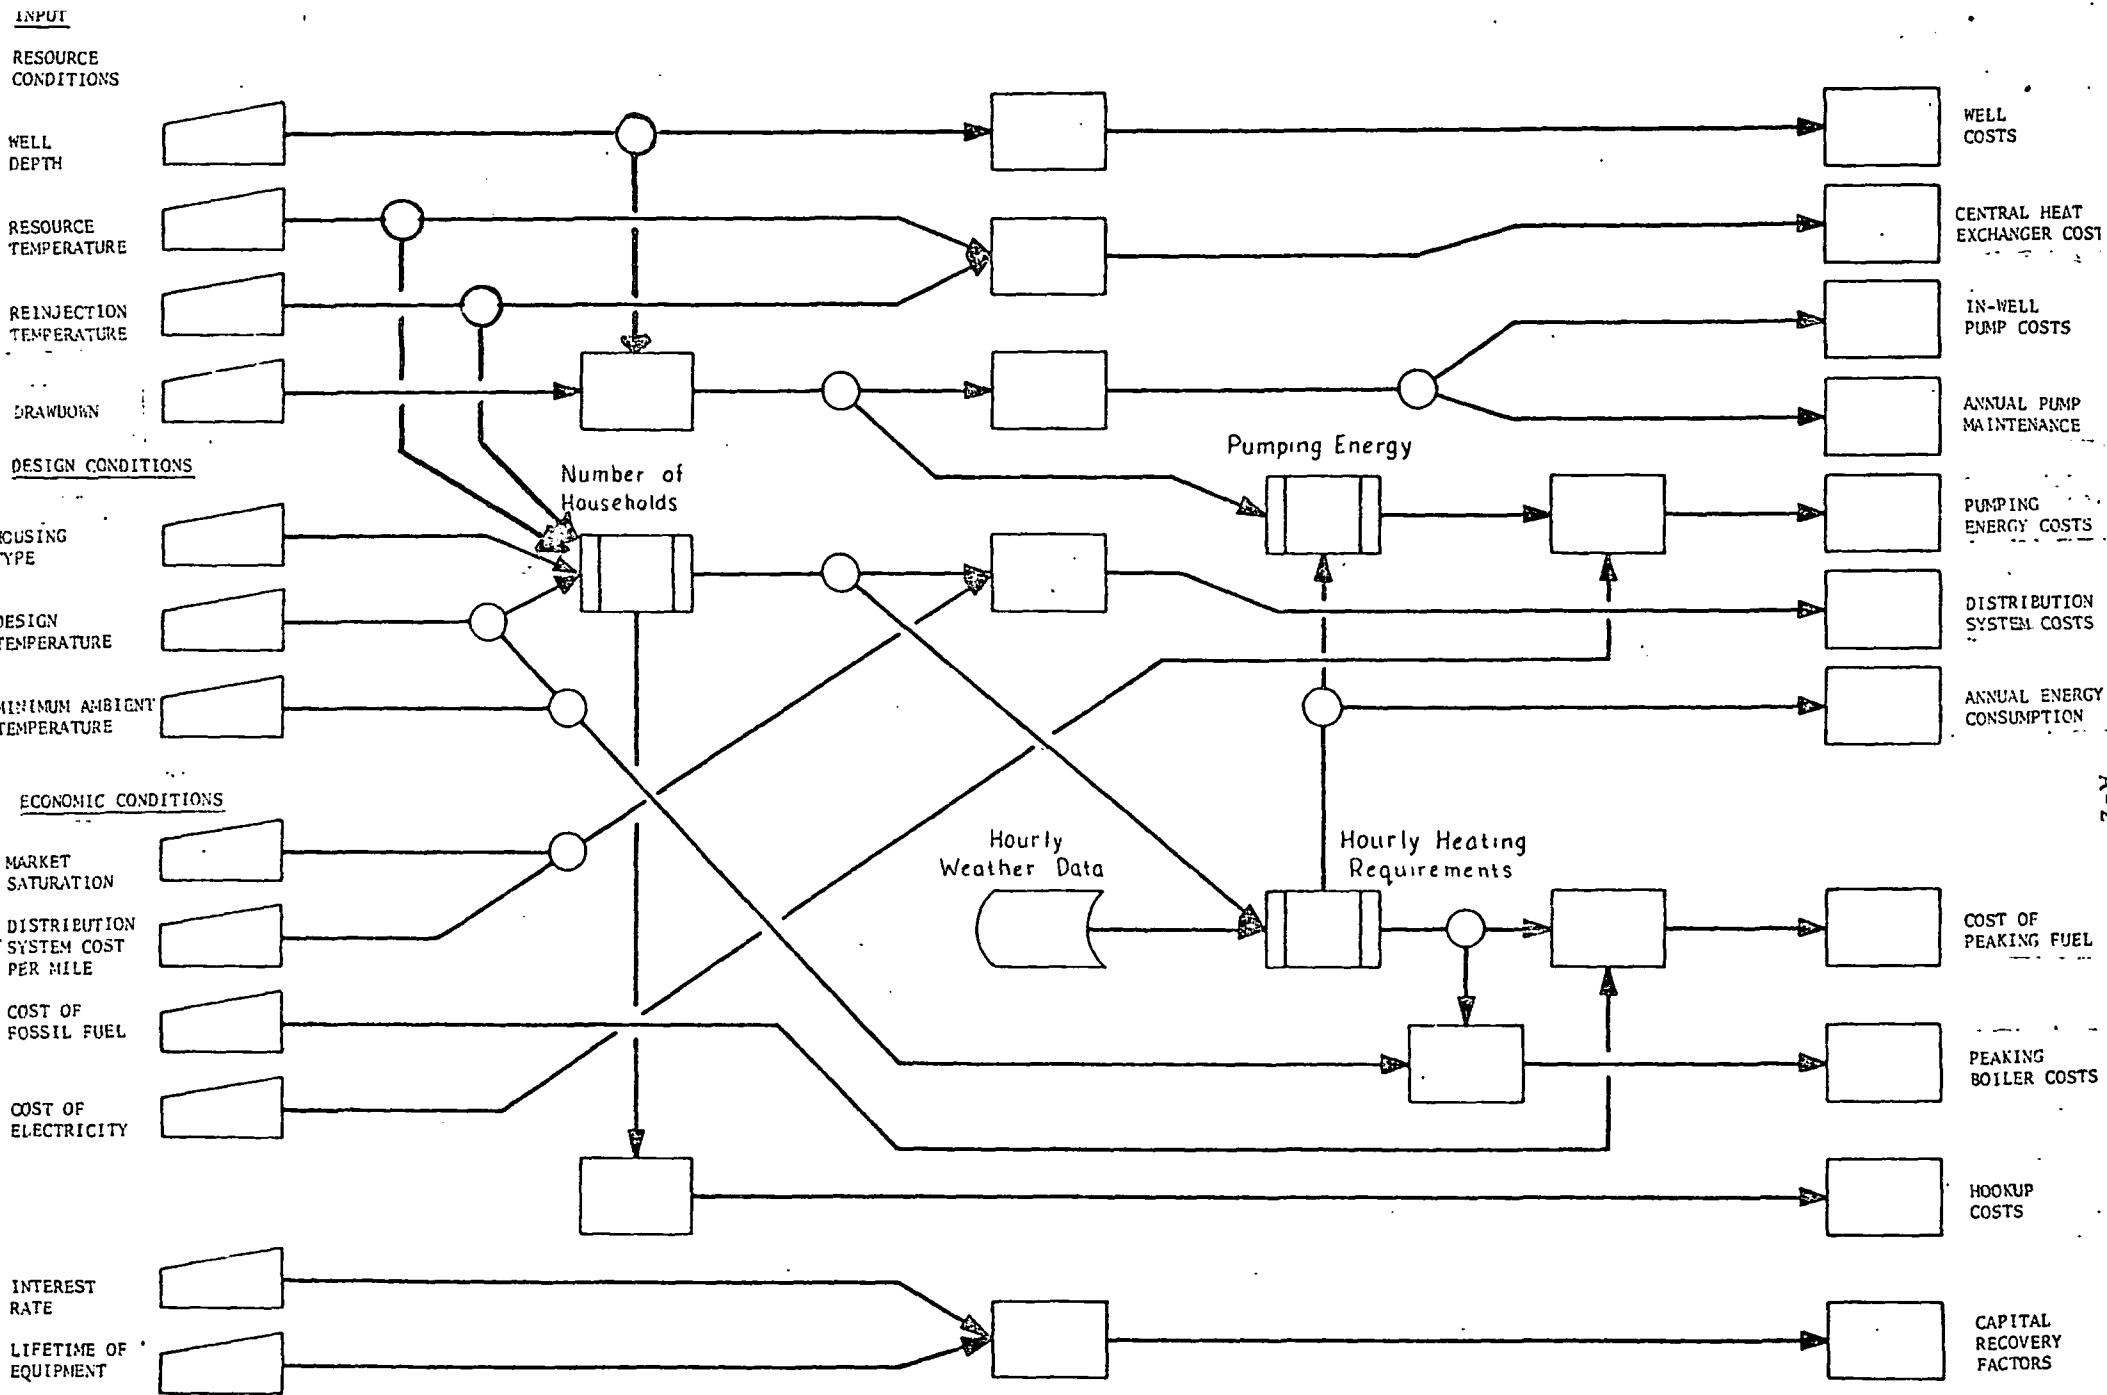 INPUT
RESOURCE
CONDITIONS
WELL
DEPTH
RESOURCE
TEMPERATURE
REINJECTION
TEMPERATURE
DRAWDOWN
DESIGN CONDITIONS
HOUSING
TYPE
DESIGN
TEMPERATURE
MINIMUM AMBIENT
TEMPERATURE
ECONOMIC CONDITIONS
MARKET
SATURATION
DISTRIBUTION
SYSTEM COST
PER MILE
COST OF
FOSSIL FUEL
COST OF
ELECTRICITY
INTEREST
RATE
LIFETIME OF
EQUIPMENT
Number of
Households
Pumping Energy
Hourly
Weather Data
Hourly Heating
Requirements
WELL
COSTS
CENTRAL HEAT
EXCHANGER COST
IN-WELL
PUMP COSTS
ANNUAL PUMP
MAINTENANCE
PUMPING
ENERGY COSTS
DISTRIBUTION
SYSTEM COSTS
ANNUAL ENERGY
CONSUMPTION
COST OF
PEAKING FUEL
PEAKING
BOILER COSTS
HOOKUP
COSTS
CAPITAL
RECOVERY
FACTORS
A-2